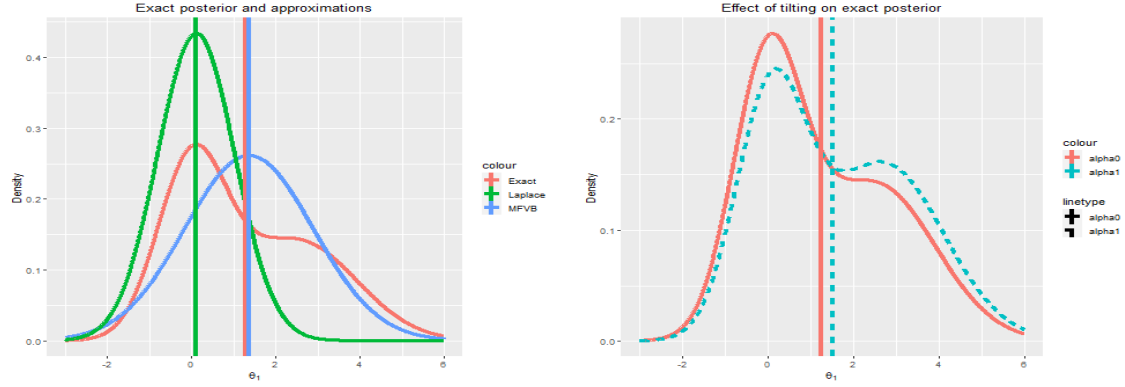 Exact posterior and approximations
Density
0.4
0.3
0.2
0.1
0.0
-2
0
2
4
6
θ1
colour
Exact
Laplace
MFVB
Effect of tilting on exact posterior
Density
0.2
0.1
0.0
-2
0
2
4
6
θ1
colour
alpha0
alpha1
linetype
alpha0
alpha1